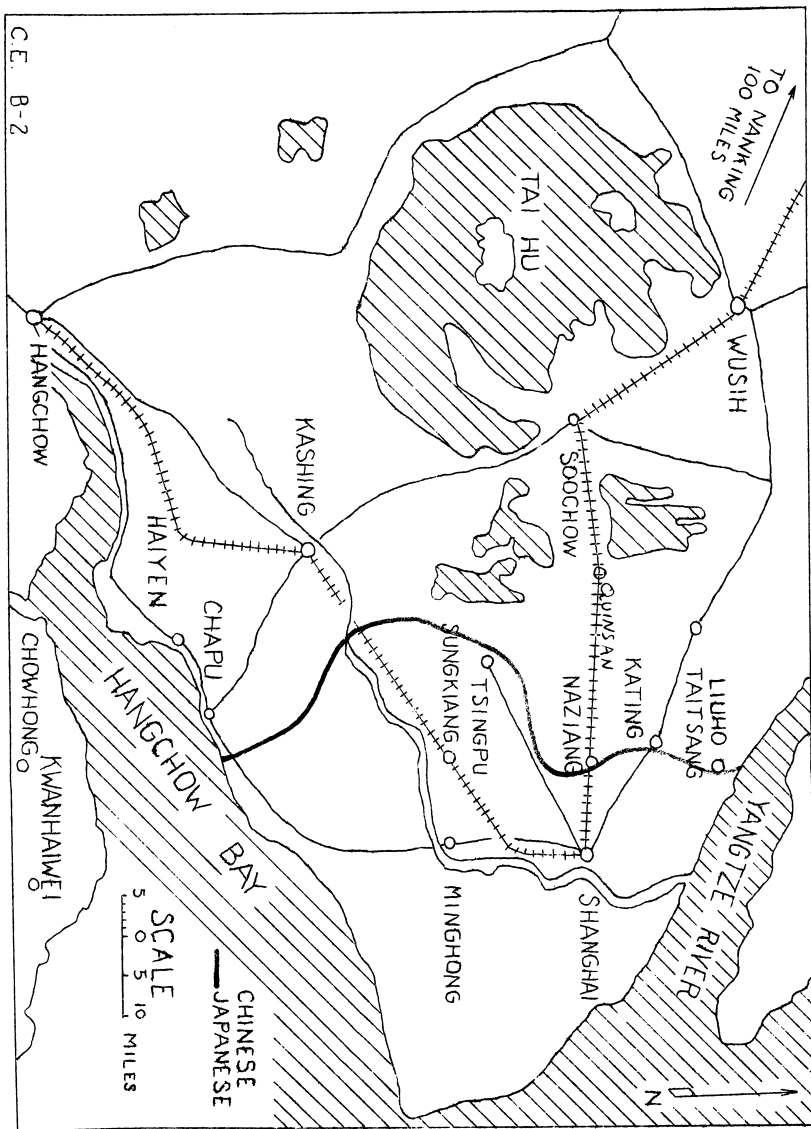 TO NANKING
100 MILES
WUSIH
TAI HU
SOOCHOW
QUINSAN
LIUHO
TAITSANG
KATING
NAZIANG
YANGTZE RIVER
SHANGHAI
TSINGPU
SUNGKIANG
MINGHONG
KASHING
CHAPU
HAIYEN
HANGCHOW
HANGCHOW BAY
CHOWHONG
KWANHAIWEI
N
CHINESE
JAPANESE
SCALE
5 0 5 10
MILES
C.E. B-2